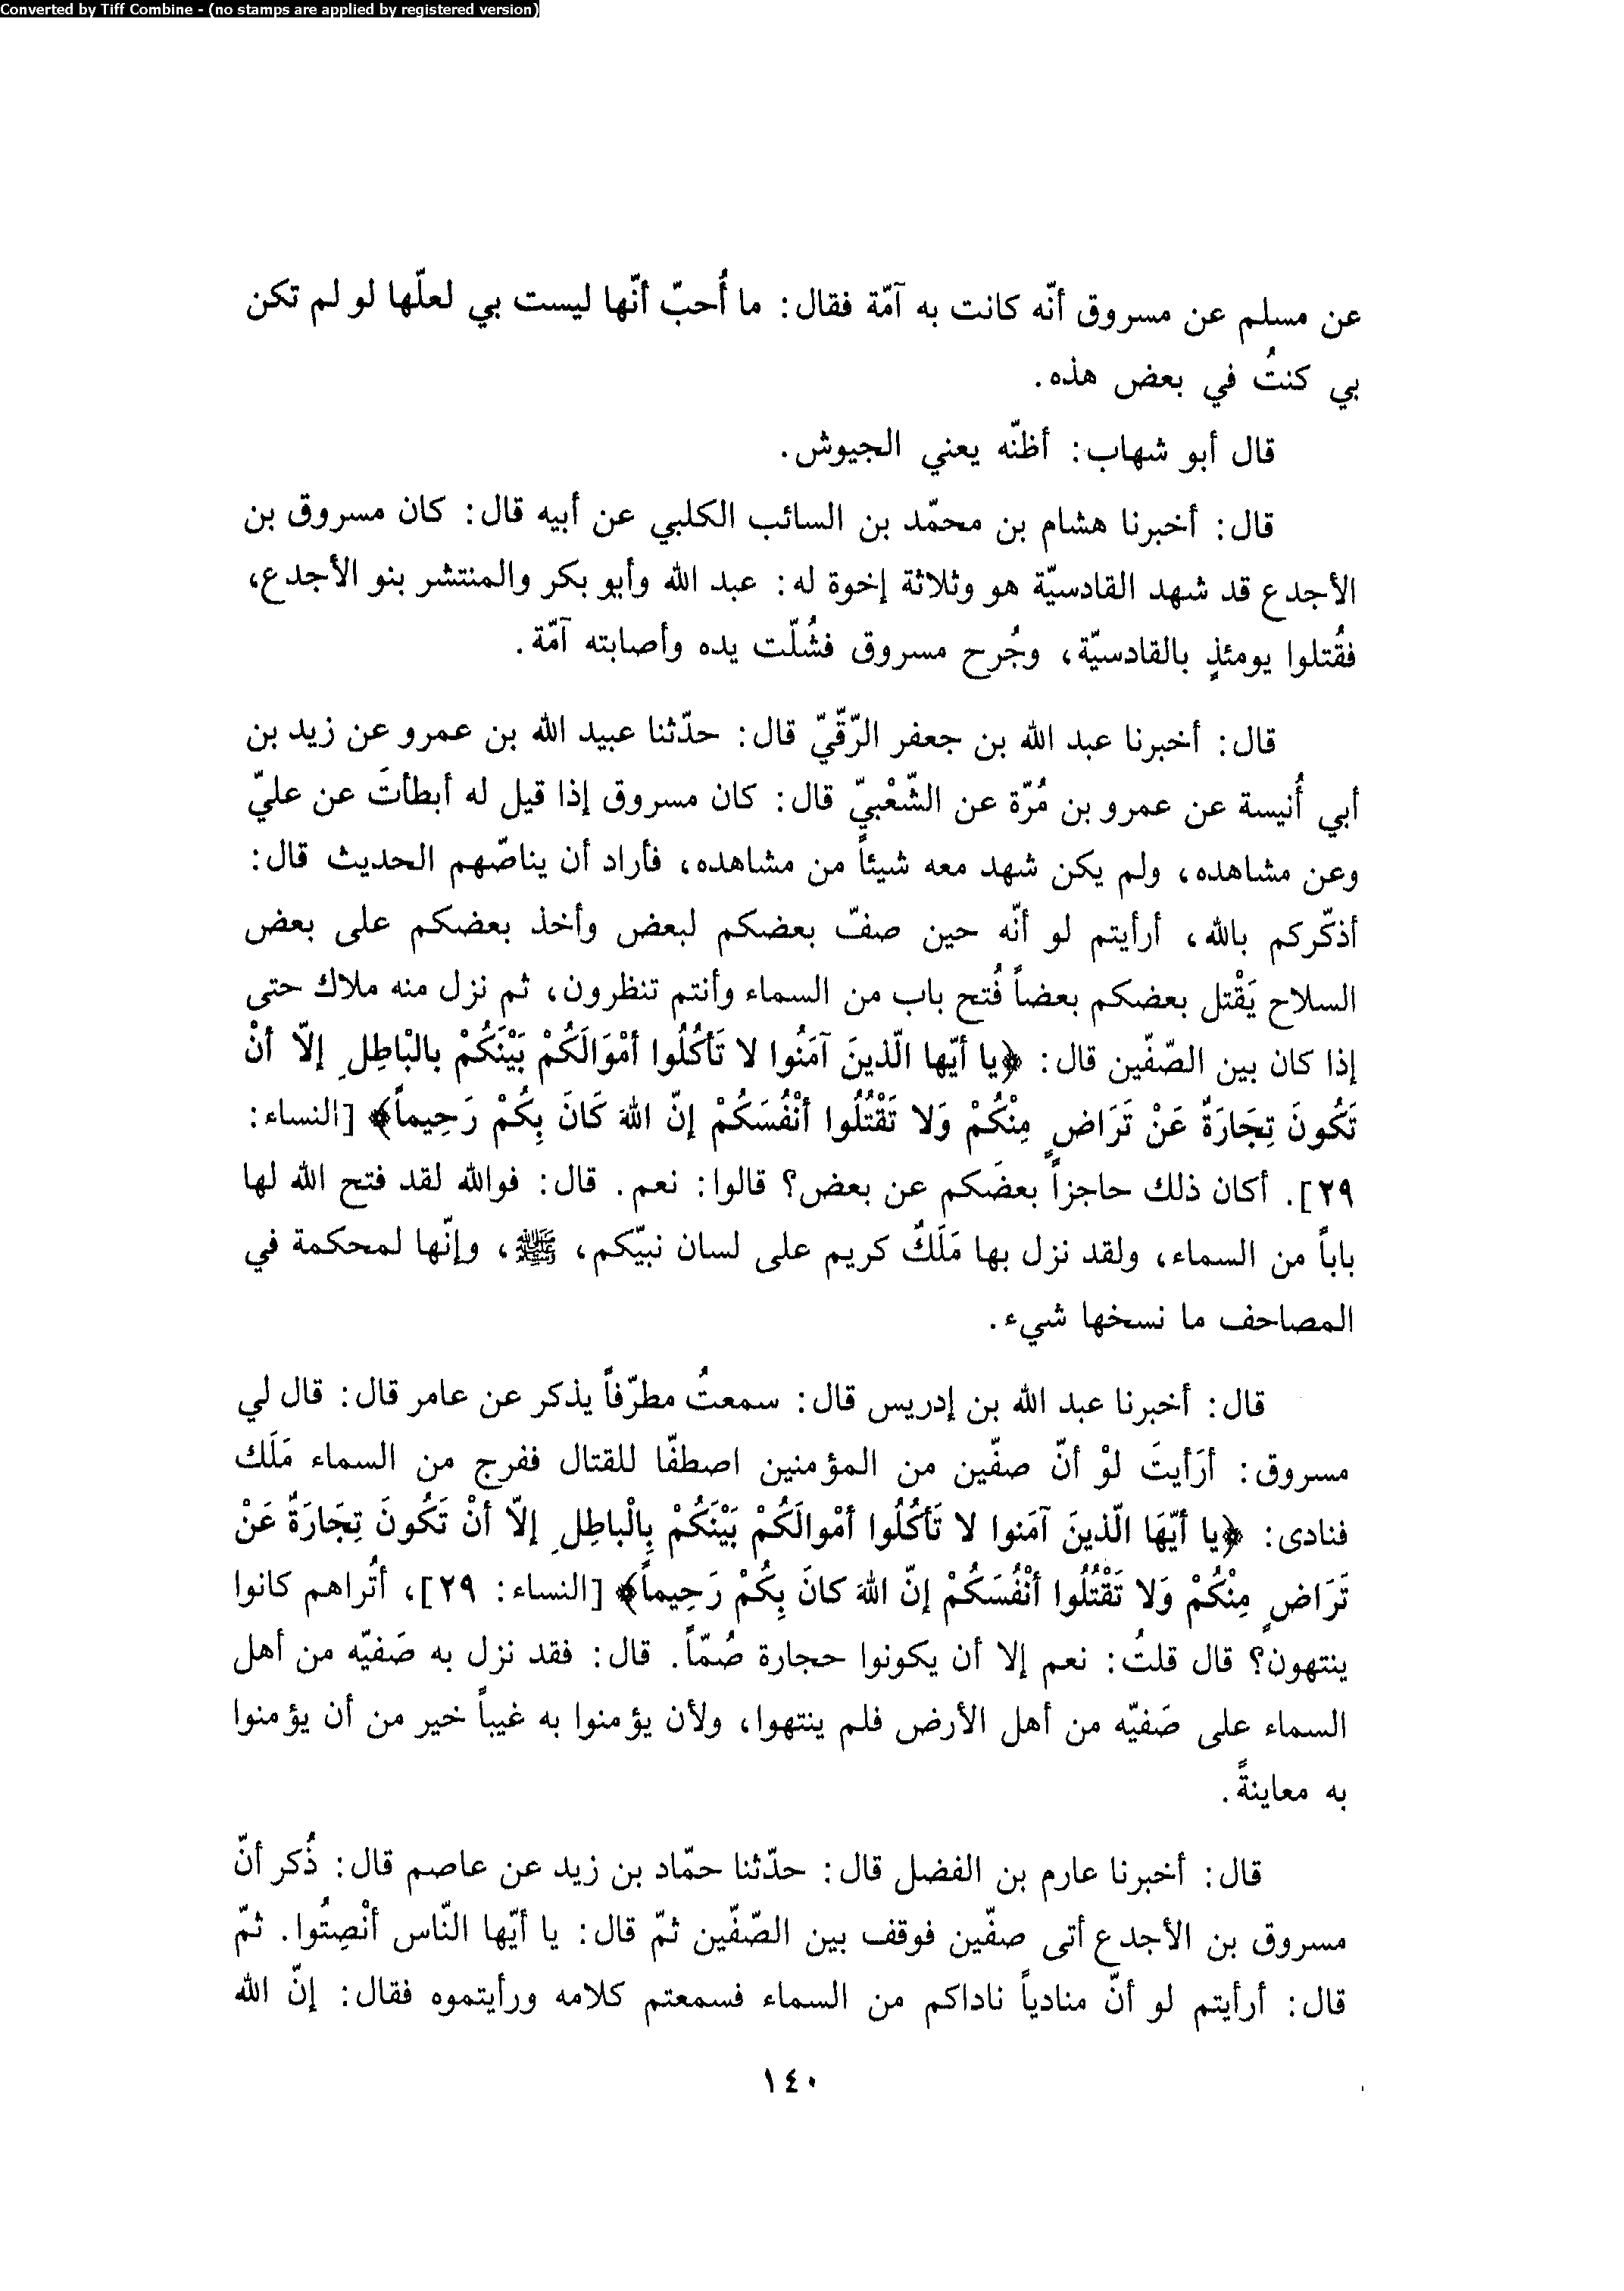 Converted by Tiff Combine - (no stamps are applied by registered version)
عن مسلم عن مسروق أنّه كانت به آمّة فقال: ما أُحبّ أنّها ليست بي لعلّها لو لم تكن
بي كنتُ في بعض هذه.
قال أبو شهاب: أظنّه يعني الجيوش.
قال: أخبرنا هشام بن محمّد بن السائب الكلبي عن أبيه قال: كان مسروق بن
الأجدع قد شهد القادسيّة هو وثلاثة إخوة له: عبد الله وأبو بكر والمنتشر بنو الأجدع،
فقُتلوا يومئذٍ بالقادسيّة، وجُرح مسروق فشُلّت يده وأصابته آمّة.
قال: أخبرنا عبد الله بن جعفر الرّقّيّ قال: حدّثنا عبيد الله بن عمرو عن زيد بن
أبي أُنيسة عن عمرو بن مُرّة عن الشّعْبيّ قال: كان مسروق إذا قيل له أبطأتَ عن عليّ
وعن مشاهده، ولم يكن شهد معه شيئاً من مشاهده، فأراد أن يناصّهم الحديث قال:
أذكّركم بالله، أرأيتم لو أنّه حين صفّ بعضكم لبعض وأخذ بعضكم على بعض
السلاح يَقْتل بعضكم بعضاً فُتح باب من السماء وأنتم تنظرون، ثم نزل منه ملاك حتى
إذا كان بين الصّفّين قال: ﴿يا أيّها الّذينَ آمَنُوا لا تَأكُلُوا أمْوَالَكُمْ بَيْنَكُمْ بالبْاطِلِ إلاّ أنْ
تَكُونَ تِجَارَةً عَنْ تَرَاضٍ مِنْكُمْ وَلا تَقْتُلُوا أنْفُسَكُمْ إنّ اللهَ كَانَ بِكُمْ رَحِيماً﴾ [النساء:
٢٩]. أكان ذلك حاجزاً بعضَكم عن بعض؟ قالوا: نعم. قال: فوالله لقد فتح الله لها
باباً من السماء، ولقد نزل بها مَلَكٌ كريم على لسان نبيّكم، ﷺ، وإنّها لمحكمة في
المصاحف ما نسخها شيء.
قال: أخبرنا عبد الله بن إدريس قال: سمعتُ مطرّفاً يذكر عن عامر قال: قال لي
مسروق: أرَأيتَ لوْ أنّ صفّين من المؤمنين اصطفّا للقتال ففرج من السماء مَلَك
فنادى: ﴿يا أيّهَا الّذينَ آمَنوا لا تَأكُلُوا أمْوالَكُمْ بَيْنَكُمْ بِالْباطِلِ إلاّ أنْ تَكُونَ تِجَارَةً عَنْ
تَرَاضٍ مِنْكُمْ وَلا تَقْتُلُوا أنْفُسَكُمْ إنّ اللهَ كانَ بِكُمْ رَحِيماً﴾ [النساء: ٢٩]، أتُراهم كانوا
ينتهون؟ قال قلتُ: نعم إلا أن يكونوا حجارة صُمّاً. قال: فقد نزل به صَفيّه من أهل
السماء على صَفيّه من أهل الأرض فلم ينتهوا، ولأن يؤمنوا به غيباً خير من أن يؤمنوا
به معاينةً.
قال: أخبرنا عارم بن الفضل قال: حدّثنا حمّاد بن زيد عن عاصم قال: ذُكر أنّ
مسروق بن الأجدع أتى صفّين فوقف بين الصّفّين ثمّ قال: يا أيّها النّاس أنْصِتُوا. ثمّ
قال: أرأيتم لو أنّ منادياً ناداكم من السماء فسمعتم كلامه ورأيتموه فقال: إنّ الله
١٤٠